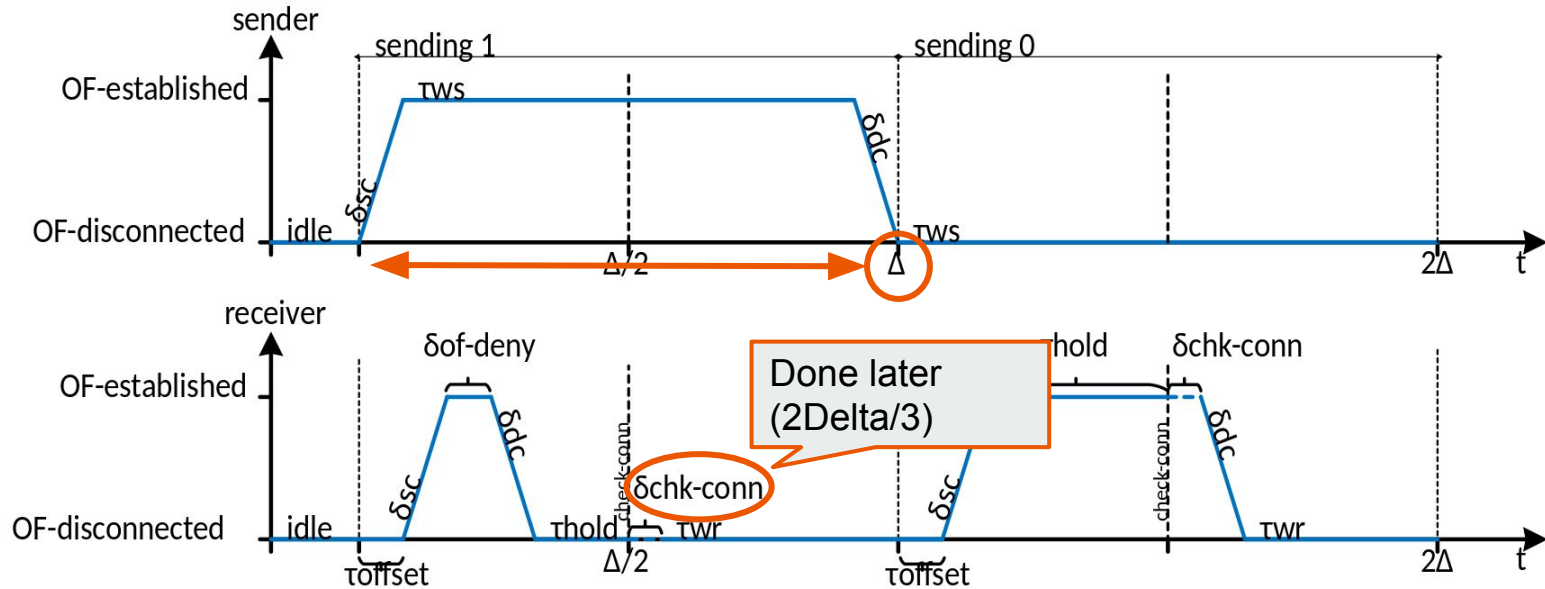 sender
sending 1
sending 0
OF-established
τws
δdc
δsc
OF-disconnected
idle
τws
Δ/2
Δ
2Δ
t
receiver
δof-deny
Done later
(2Delta/3)
τhold
δchk-conn
OF-established
δsc
δdc
check-conn
δchk-conn
δsc
check-conn
δdc
OF-disconnected
idle
τhold
τwr
τwr
τoffset
Δ/2
τoffset
2Δ
t